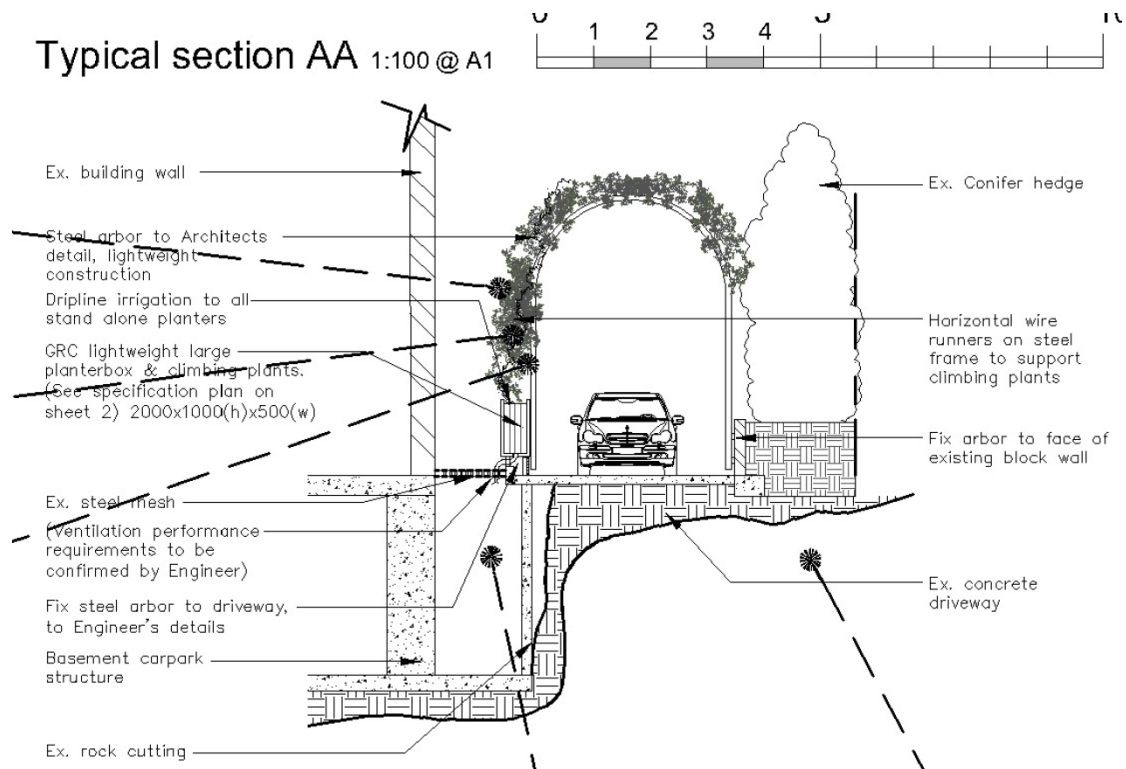 0 5 10
1 2 3 4
Typical section AA 1:100 @ A1
Ex. building wall
Steel arbor to Architects
detail, lightweight
construction
Dripline irrigation to all
stand alone planters
GRC lightweight large
planterbox & climbing plants.
(See specification plan on
sheet 2) 2000x1000(h)x500(w)
Ex. steel mesh
(Ventilation performance
requirements to be
confirmed by Engineer)
Fix steel arbor to driveway,
to Engineer's details
Basement carpark
structure
Ex. rock cutting
Ex. Conifer hedge
Horizontal wire
runners on steel
frame to support
climbing plants
Fix arbor to face of
existing block wall
Ex. concrete
driveway